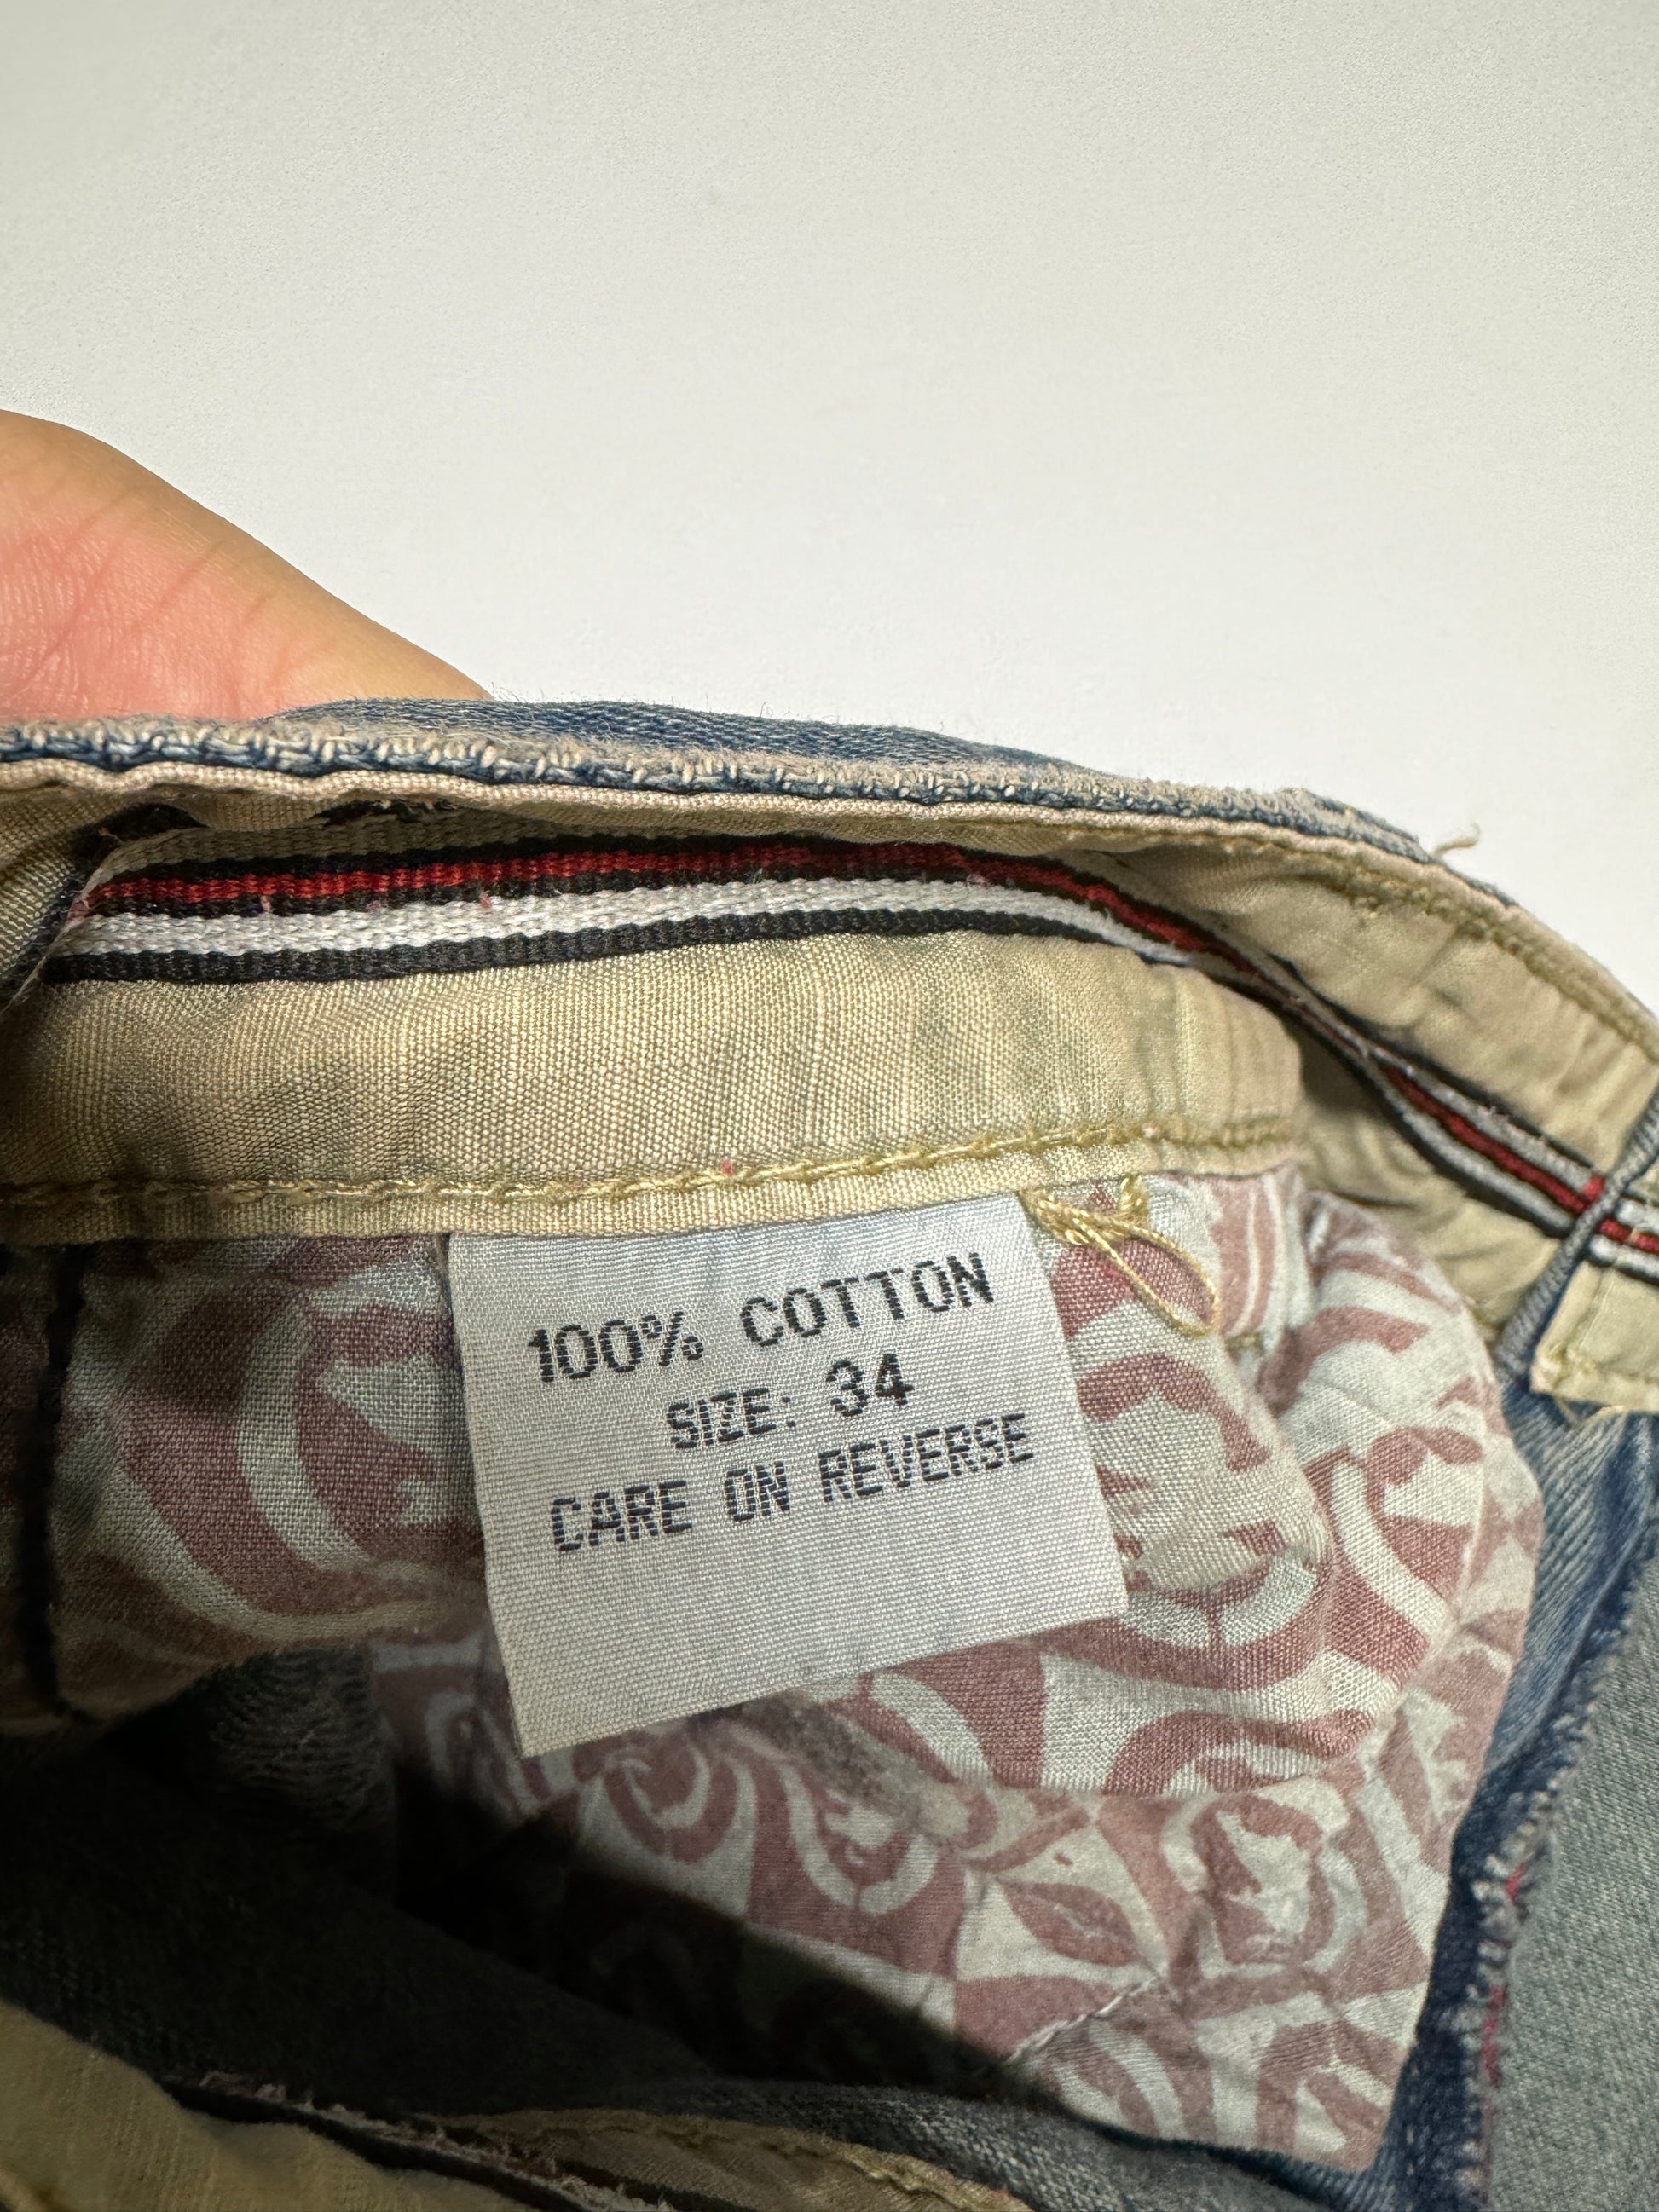 100% COTTON
SIZE: 34
CARE ON REVERSE